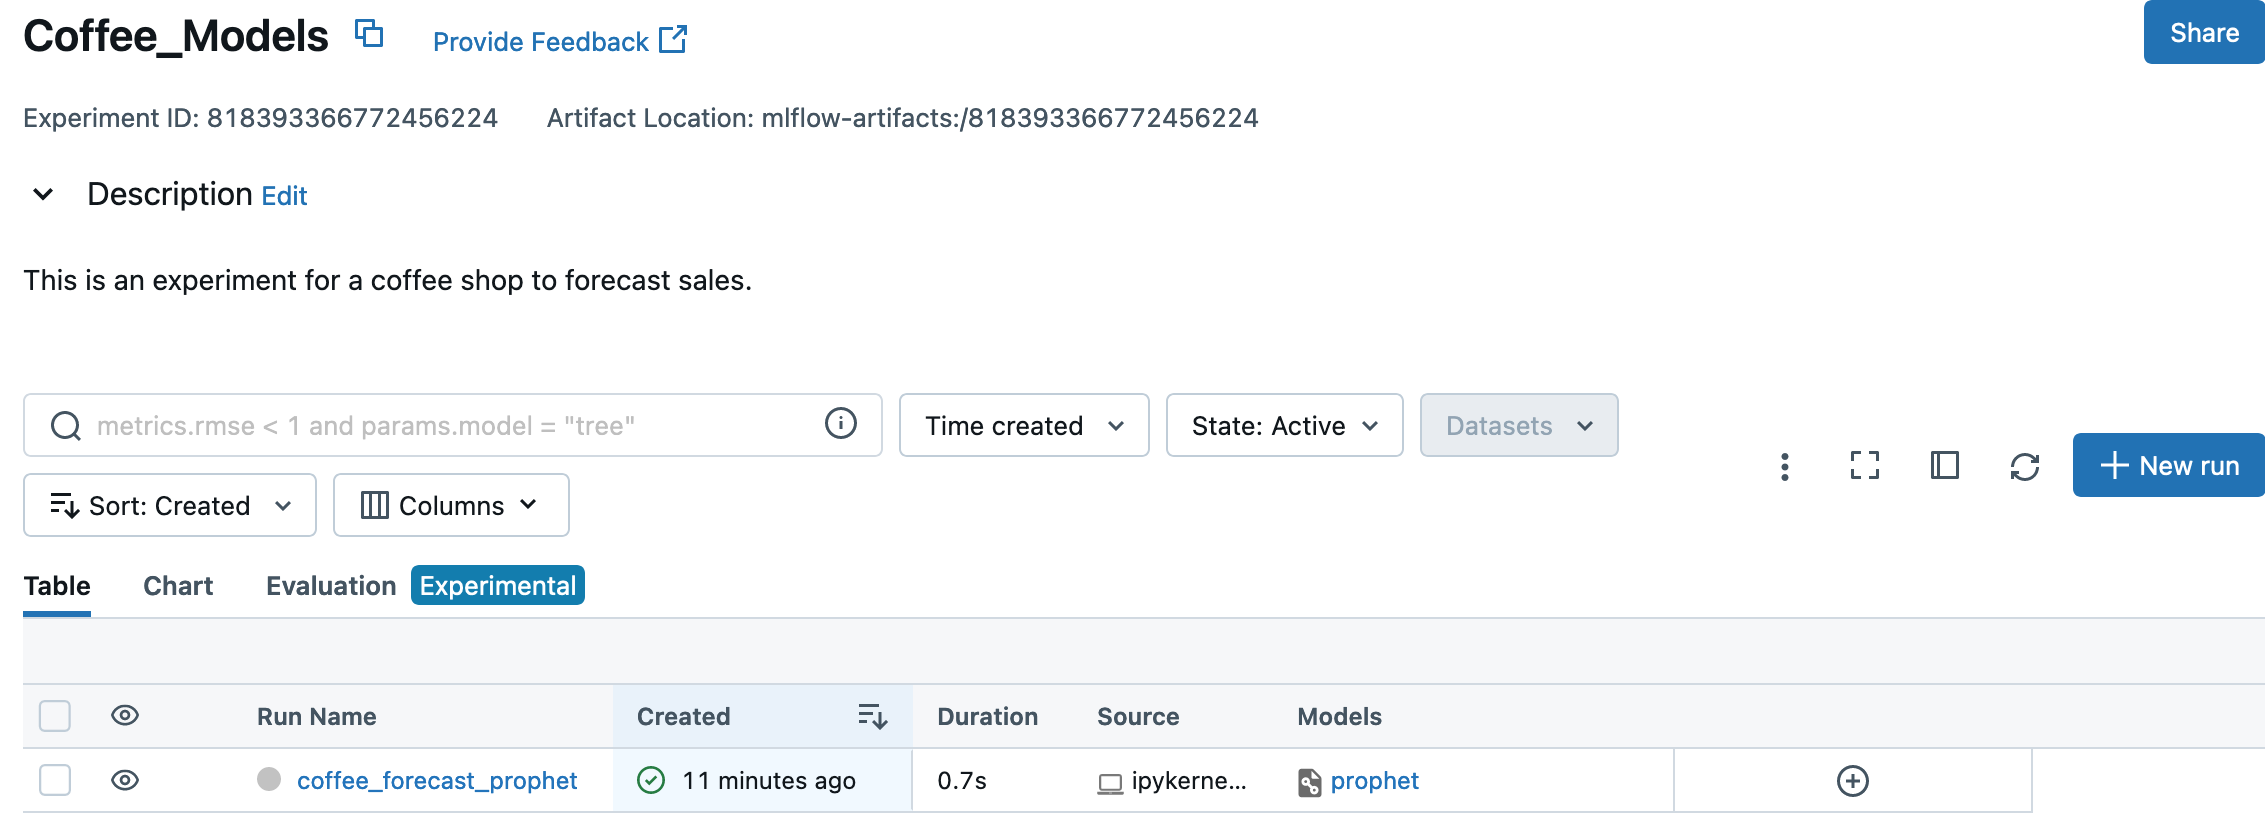 Coffee_Models Provide Feedback Share
Experiment ID: 818393366772456224 Artifact Location: mlflow-artifacts:/818393366772456224
Description Edit
This is an experiment for a coffee shop to forecast sales.
metrics.rmse < 1 and params.model = "tree" Time created State: Active Datasets
New run
Sort: Created Columns
Table Chart Evaluation Experimental
Run Name Created Duration Source Models
coffee_forecast_prophet 11 minutes ago 0.7s ipykerne... prophet